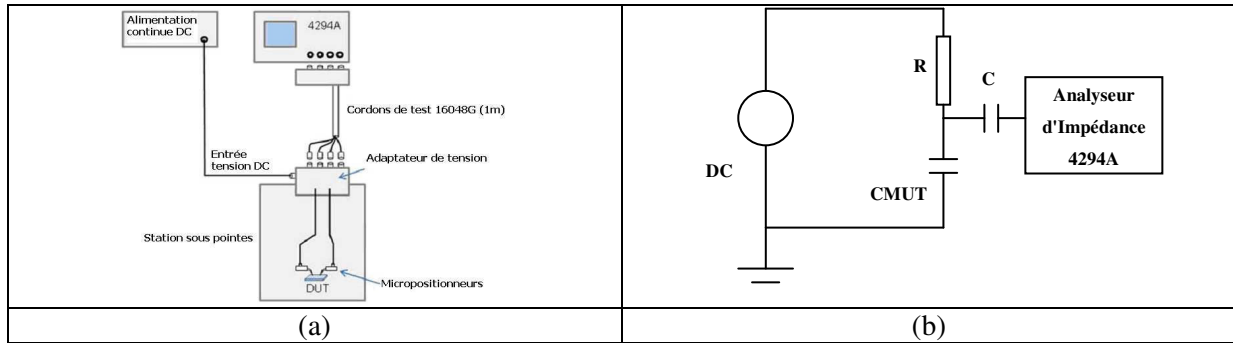 Alimentation
continue DC
4294A
Cordons de test 16048G (1m)
Entrée
tension DC
Adaptateur de tension
Station sous pointes
Micropositionneurs
DUT
(a)
R
C
Analyseur
d'Impédance
4294A
DC
CMUT
(b)